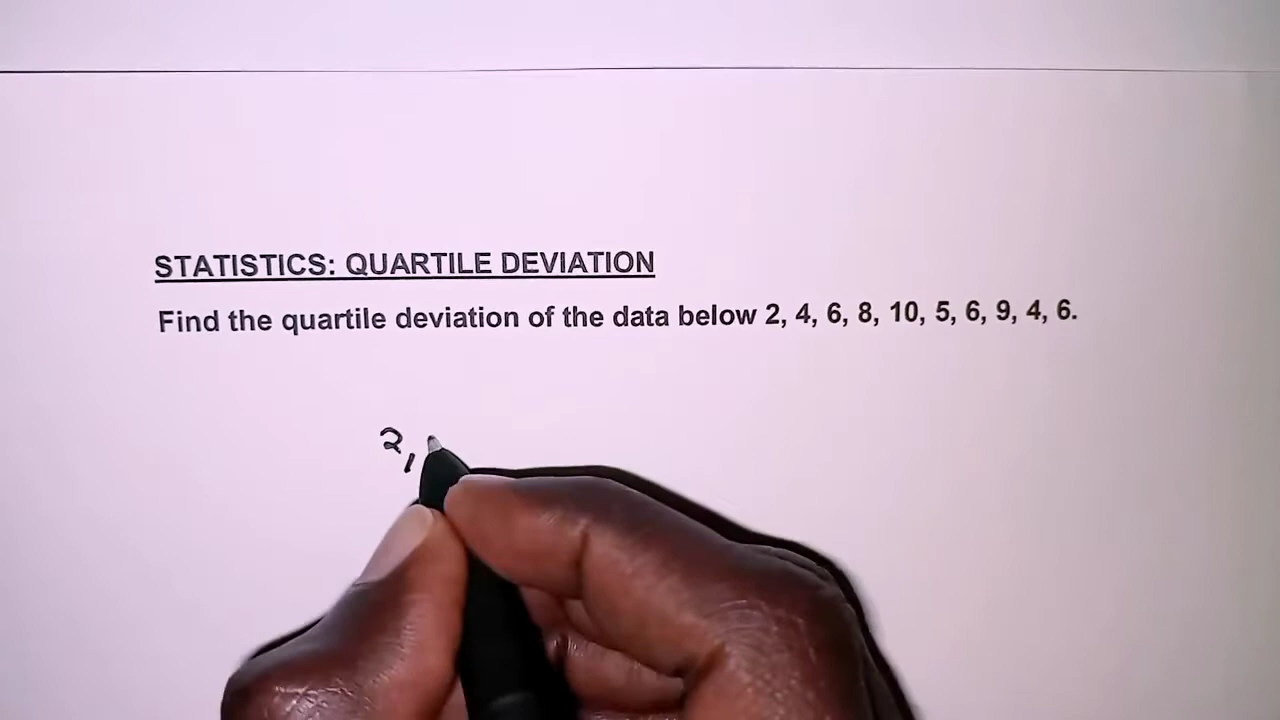 STATISTICS: QUARTILE DEVIATION
Find the quartile deviation of the data below 2, 4, 6, 8, 10, 5, 6, 9, 4, 6.
2,